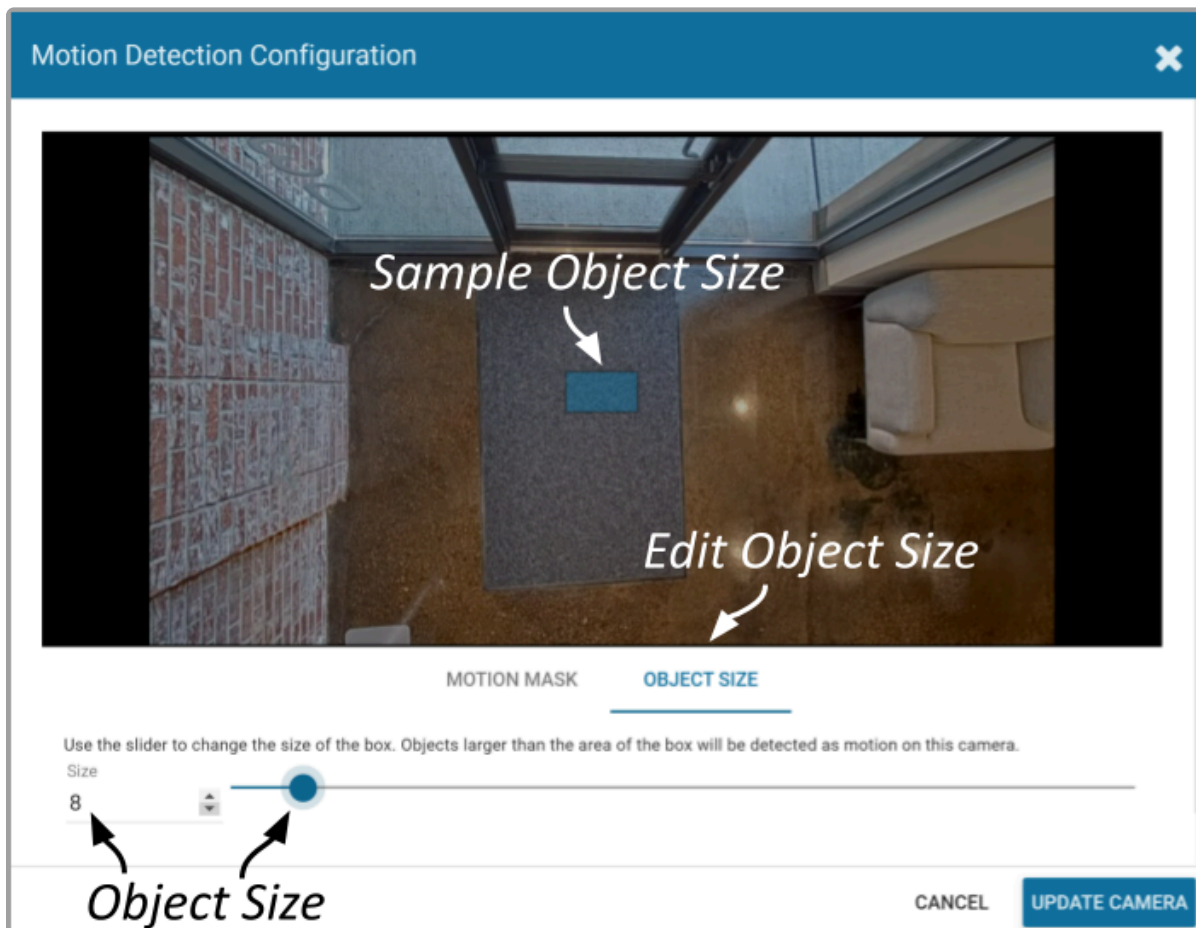 Motion Detection Configuration
Sample Object Size
Edit Object Size
MOTION MASK
OBJECT SIZE
Use the slider to change the size of the box. Objects larger than the area of the box will be detected as motion on this camera.
Size
8
Object Size
CANCEL
UPDATE CAMERA